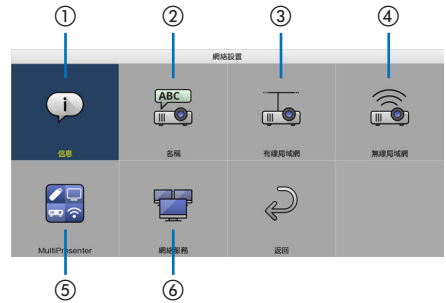 ① ② ③ ④
網絡設置
ABC
信息 名稱 有線局域網 無線局域網
MultiPresenter 網絡服務 返回
⑤ ⑥